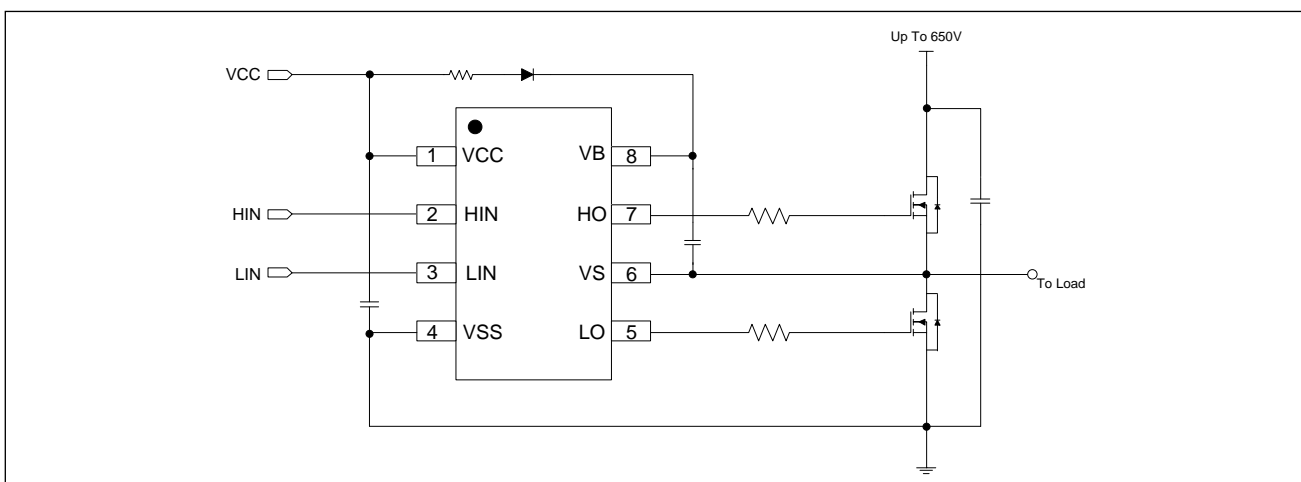 Up To 650V
VCC
1 VCC VB 8
HIN 2 HIN HO 7
LIN 3 LIN VS 6 To Load
4 VSS LO 5